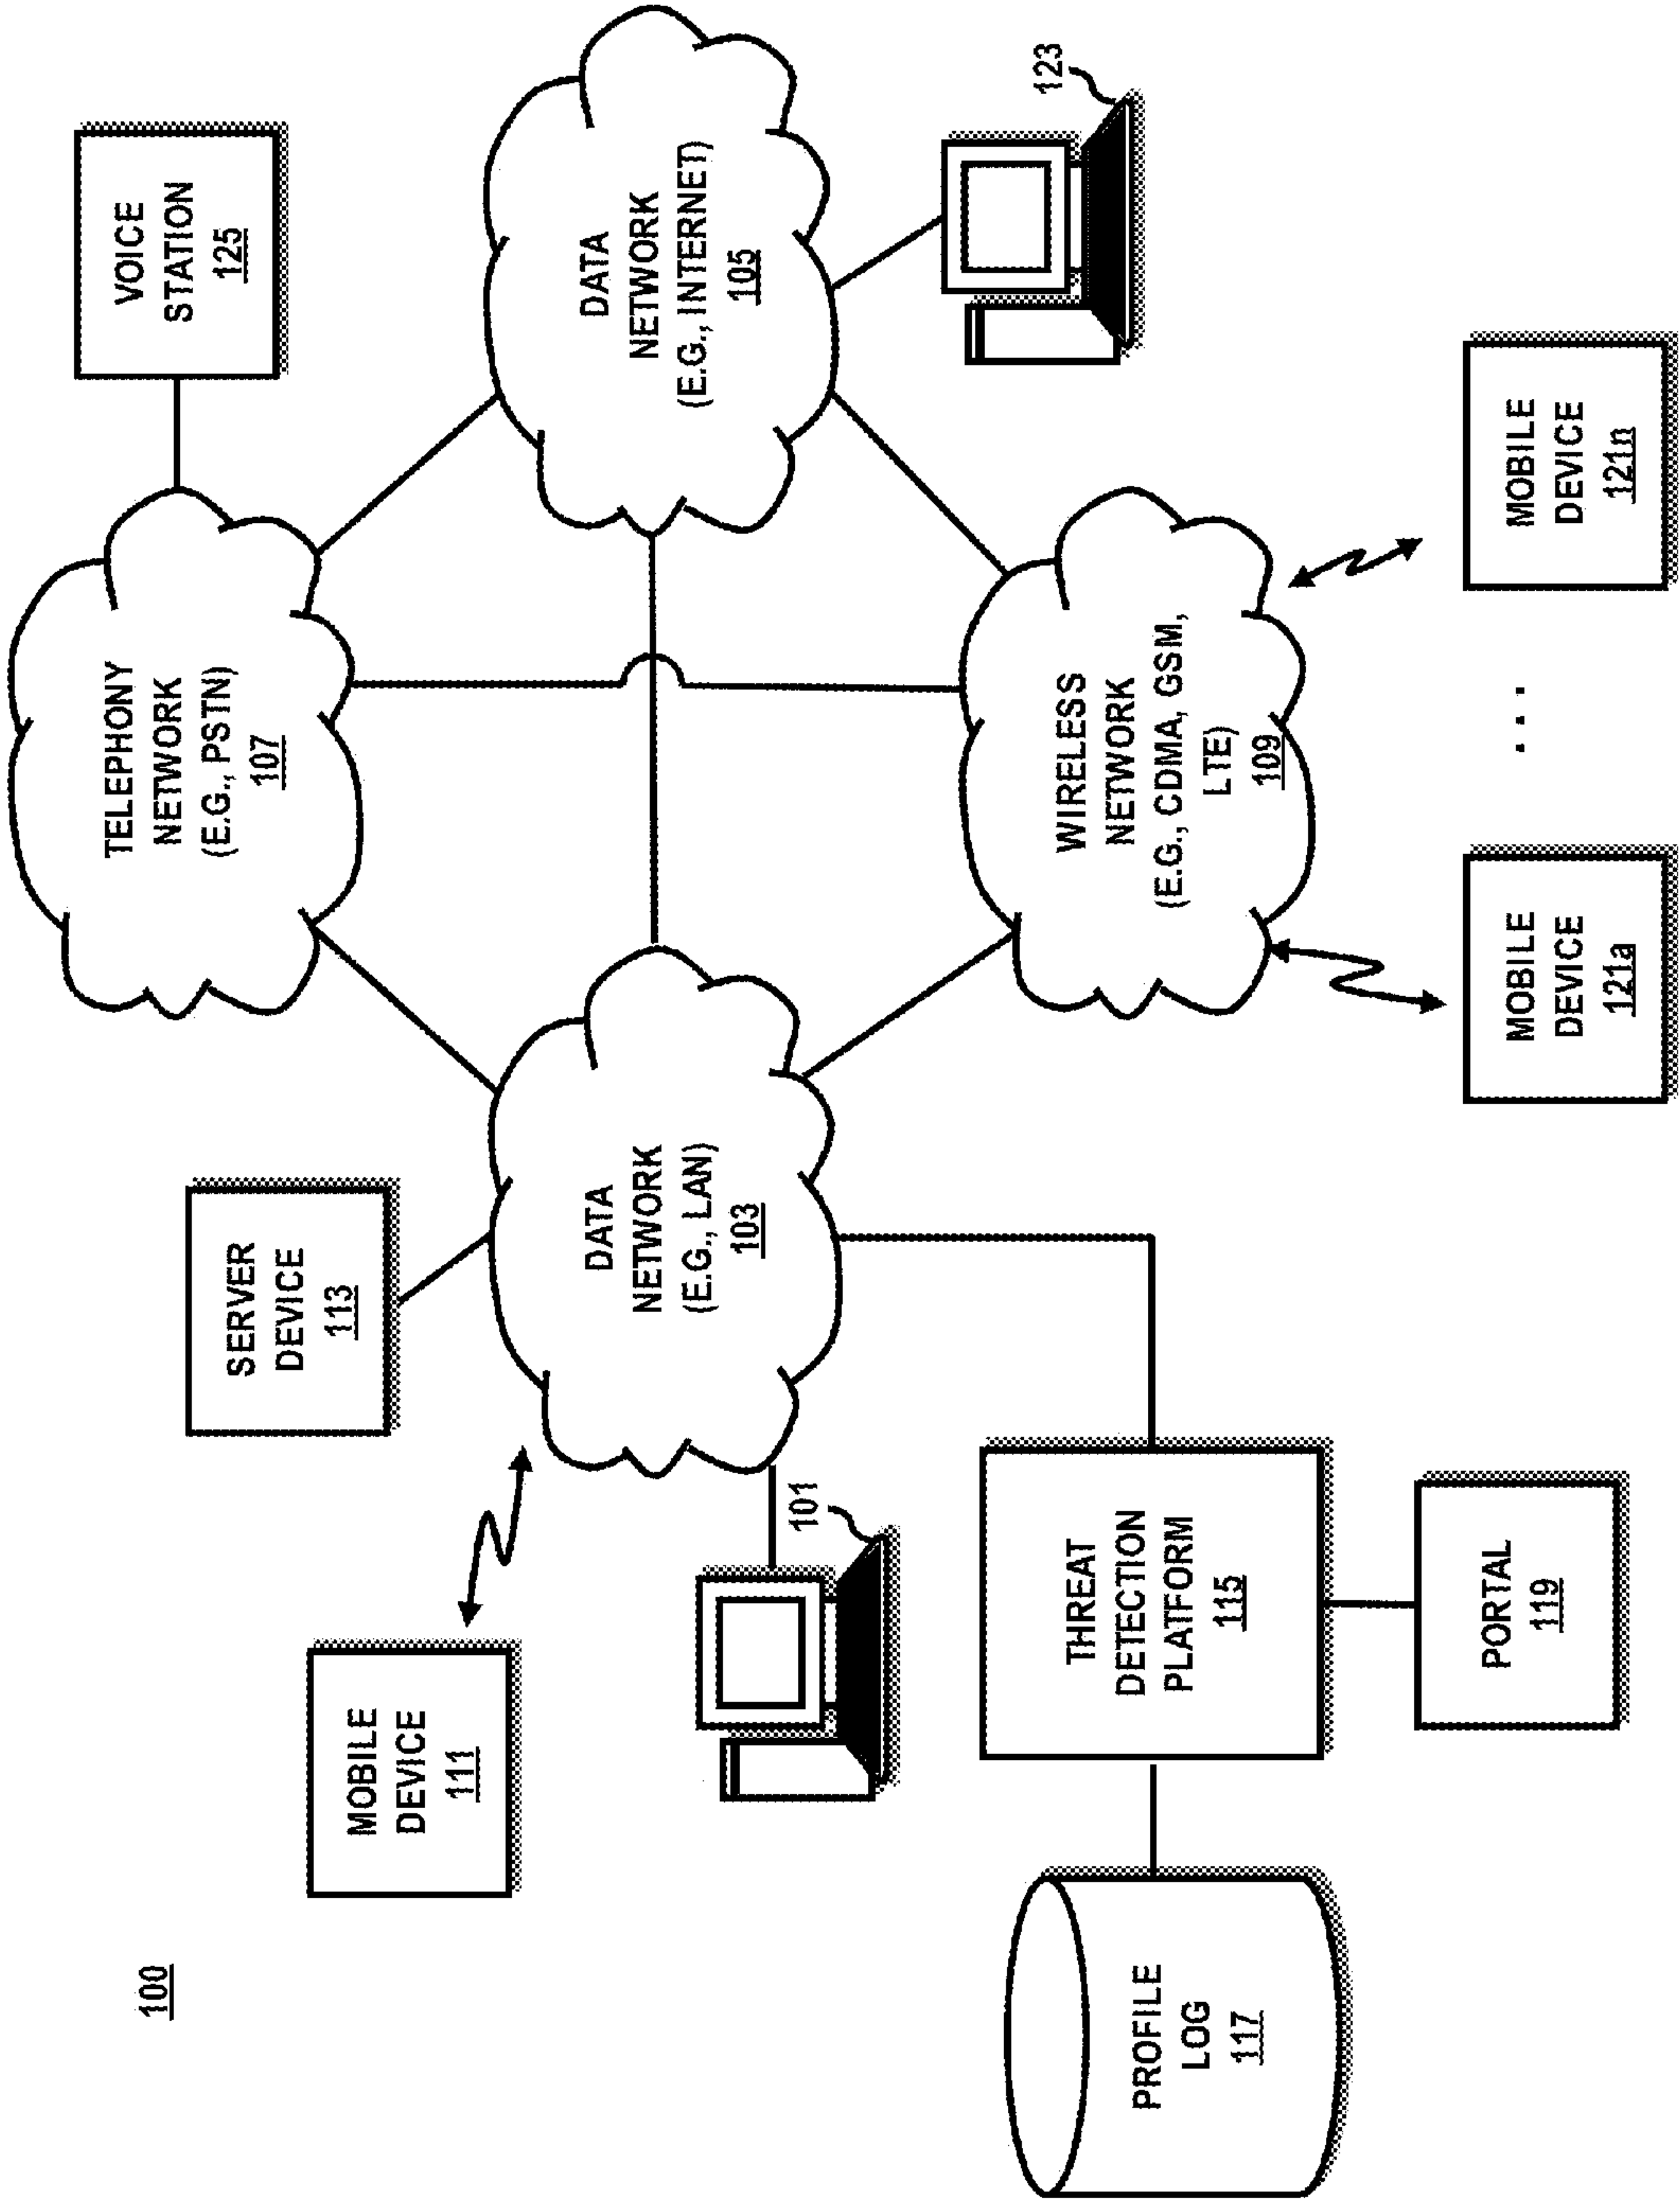 100
MOBILE
DEVICE
111
SERVER
DEVICE
113
TELEPHONY
NETWORK
(E.G., PSTN)
107
VOICE
STATION
125
101
DATA
NETWORK
(E.G., LAN)
103
DATA
NETWORK
(E.G., INTERNET)
105
123
PROFILE
LOG
117
THREAT
DETECTION
PLATFORM
115
PORTAL
119
WIRELESS
NETWORK
(E.G., CDMA, GSM,
LTE)
109
MOBILE
DEVICE
121a
...
MOBILE
DEVICE
121n